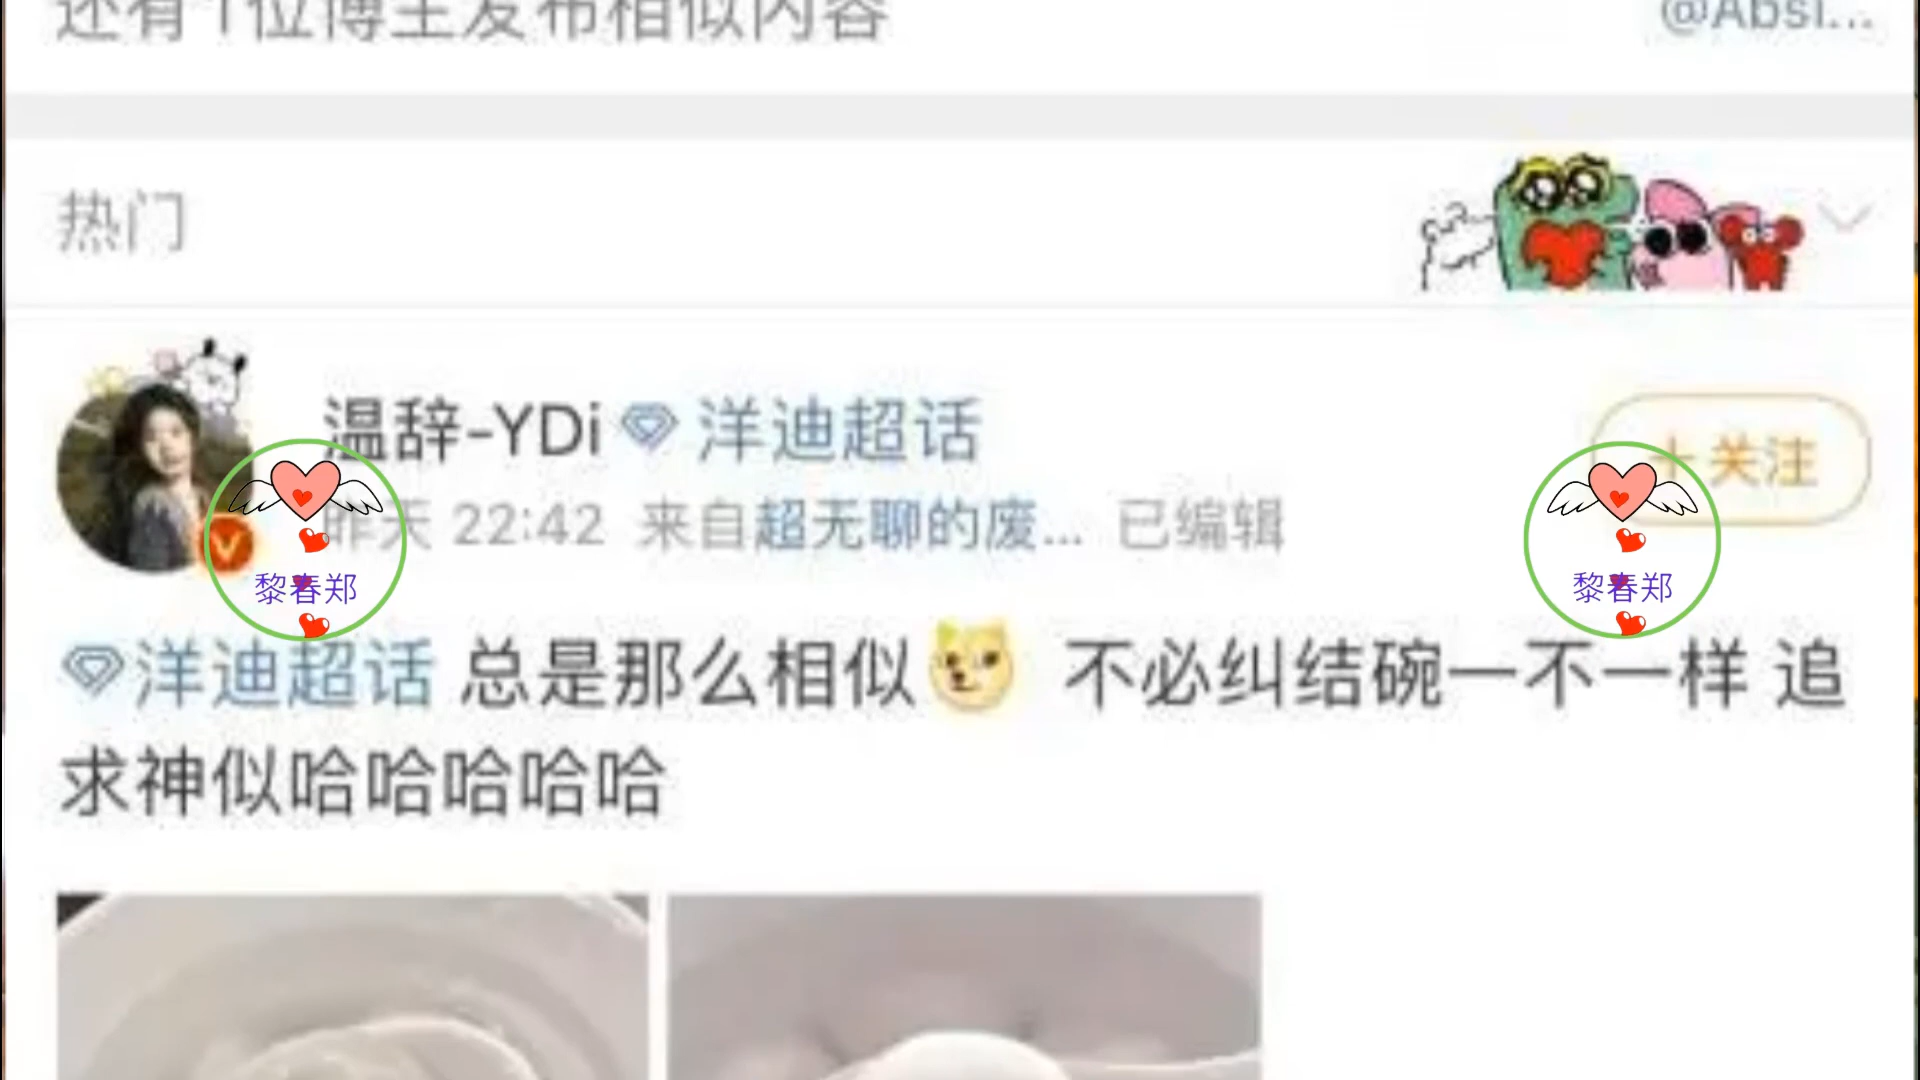 还有1位博主发布相似内容
@Absl...
热门
温辞-YDi 洋迪超话
+关注
昨天 22:42 来自超无聊的废... 已编辑
黎春郑
黎春郑
洋迪超话 总是那么相似 不必纠结碗一不一样 追
求神似哈哈哈哈哈